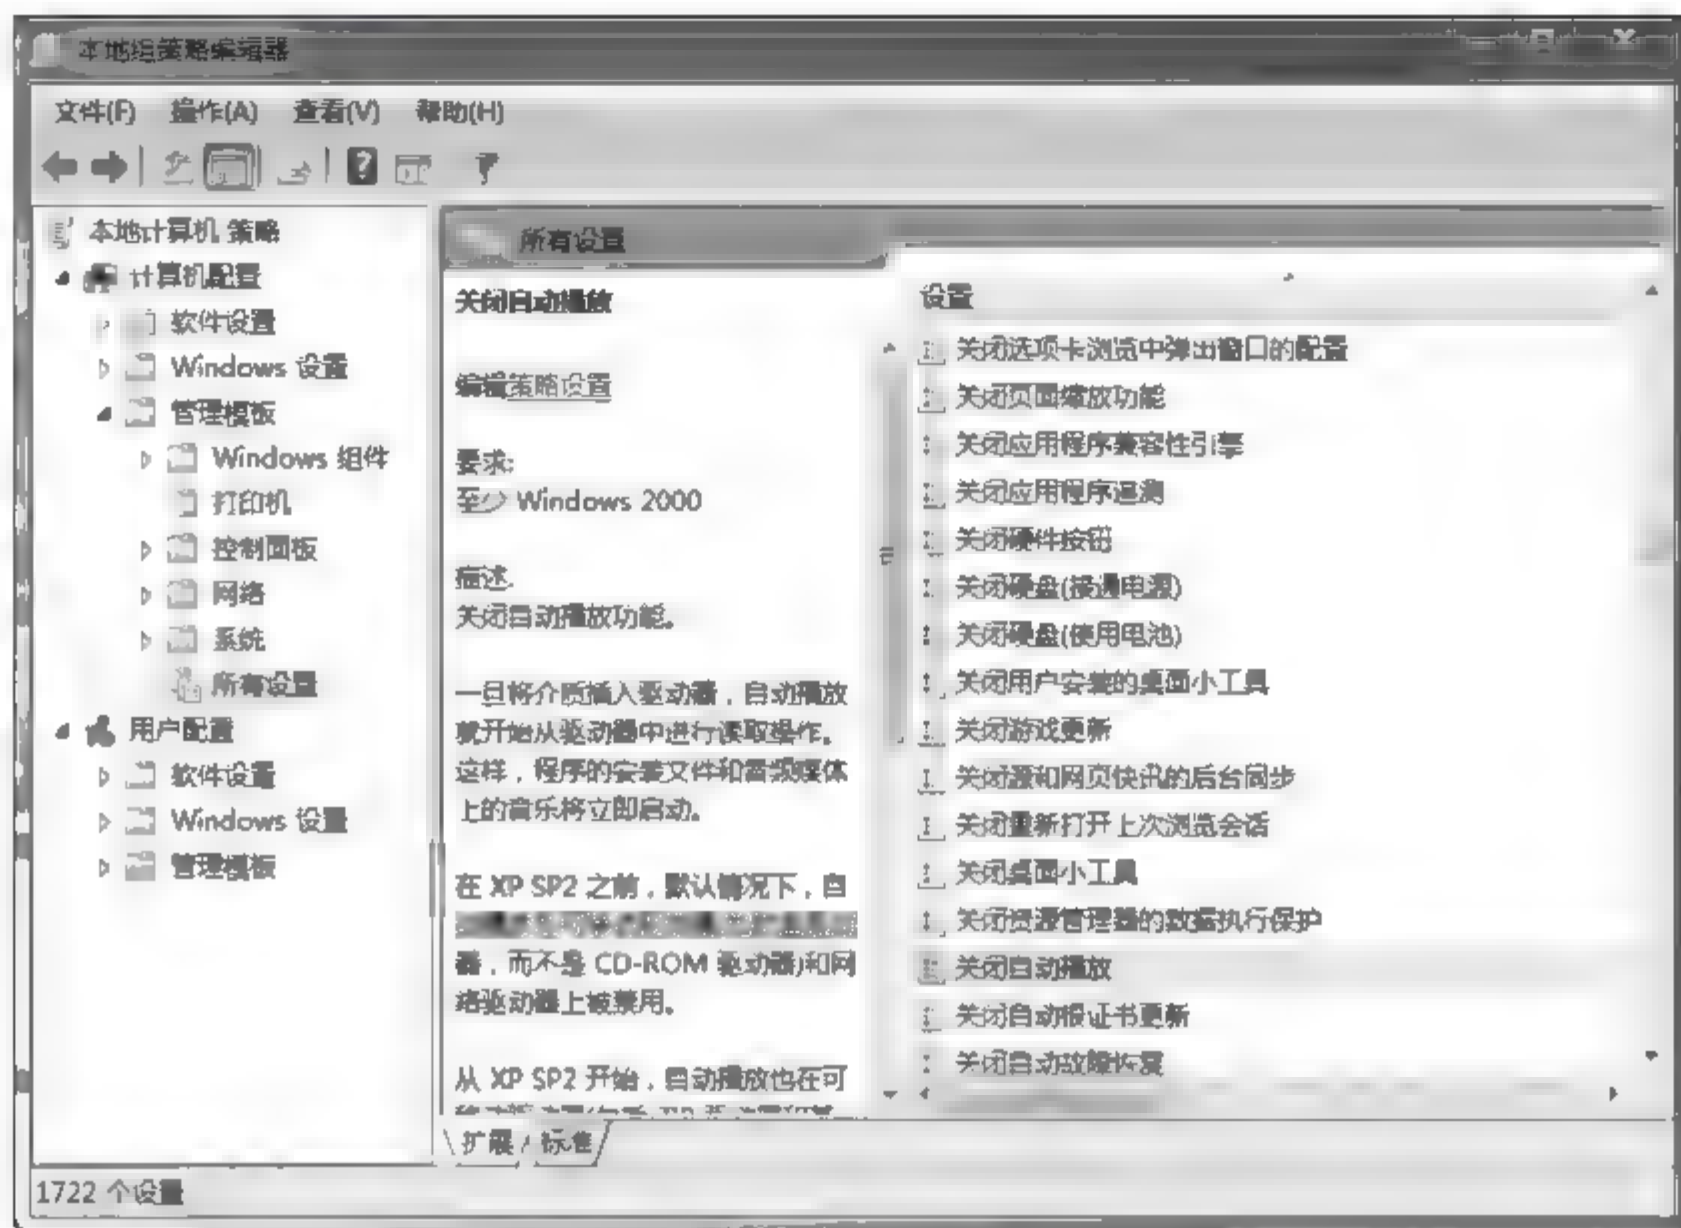 本地组策略编辑器
文件(F) 操作(A) 查看(V) 帮助(H)
本地计算机 策略
计算机配置
软件设置
Windows 设置
管理模板
Windows 组件
打印机
控制面板
网络
系统
所有设置
用户配置
软件设置
Windows 设置
管理模板
所有设置
关闭自动播放
编辑策略设置
要求:
至少 Windows 2000
描述:
关闭自动播放功能。
一旦将介质插入驱动器，自动播放
就开始从驱动器中进行读取操作。
这样，程序的安装文件和音频媒体
上的音乐将立即启动。
在 XP SP2 之前，默认情况下，自
器，而不是 CD-ROM 驱动器)和网
络驱动器上被禁用。
从 XP SP2 开始，自动播放也在可
设置
关闭选项卡浏览中弹出窗口的配置
关闭页面缩放功能
关闭应用程序兼容性引擎
关闭应用程序遥测
关闭硬件按钮
关闭硬盘(接通电源)
关闭硬盘(使用电池)
关闭用户安装的桌面小工具
关闭游戏更新
关闭源和网页快讯的后台同步
关闭重新打开上次浏览会话
关闭桌面小工具
关闭资源管理器的数据执行保护
关闭自动播放
关闭自动根证书更新
关闭自动故障恢复
扩展 标准
1722 个设置